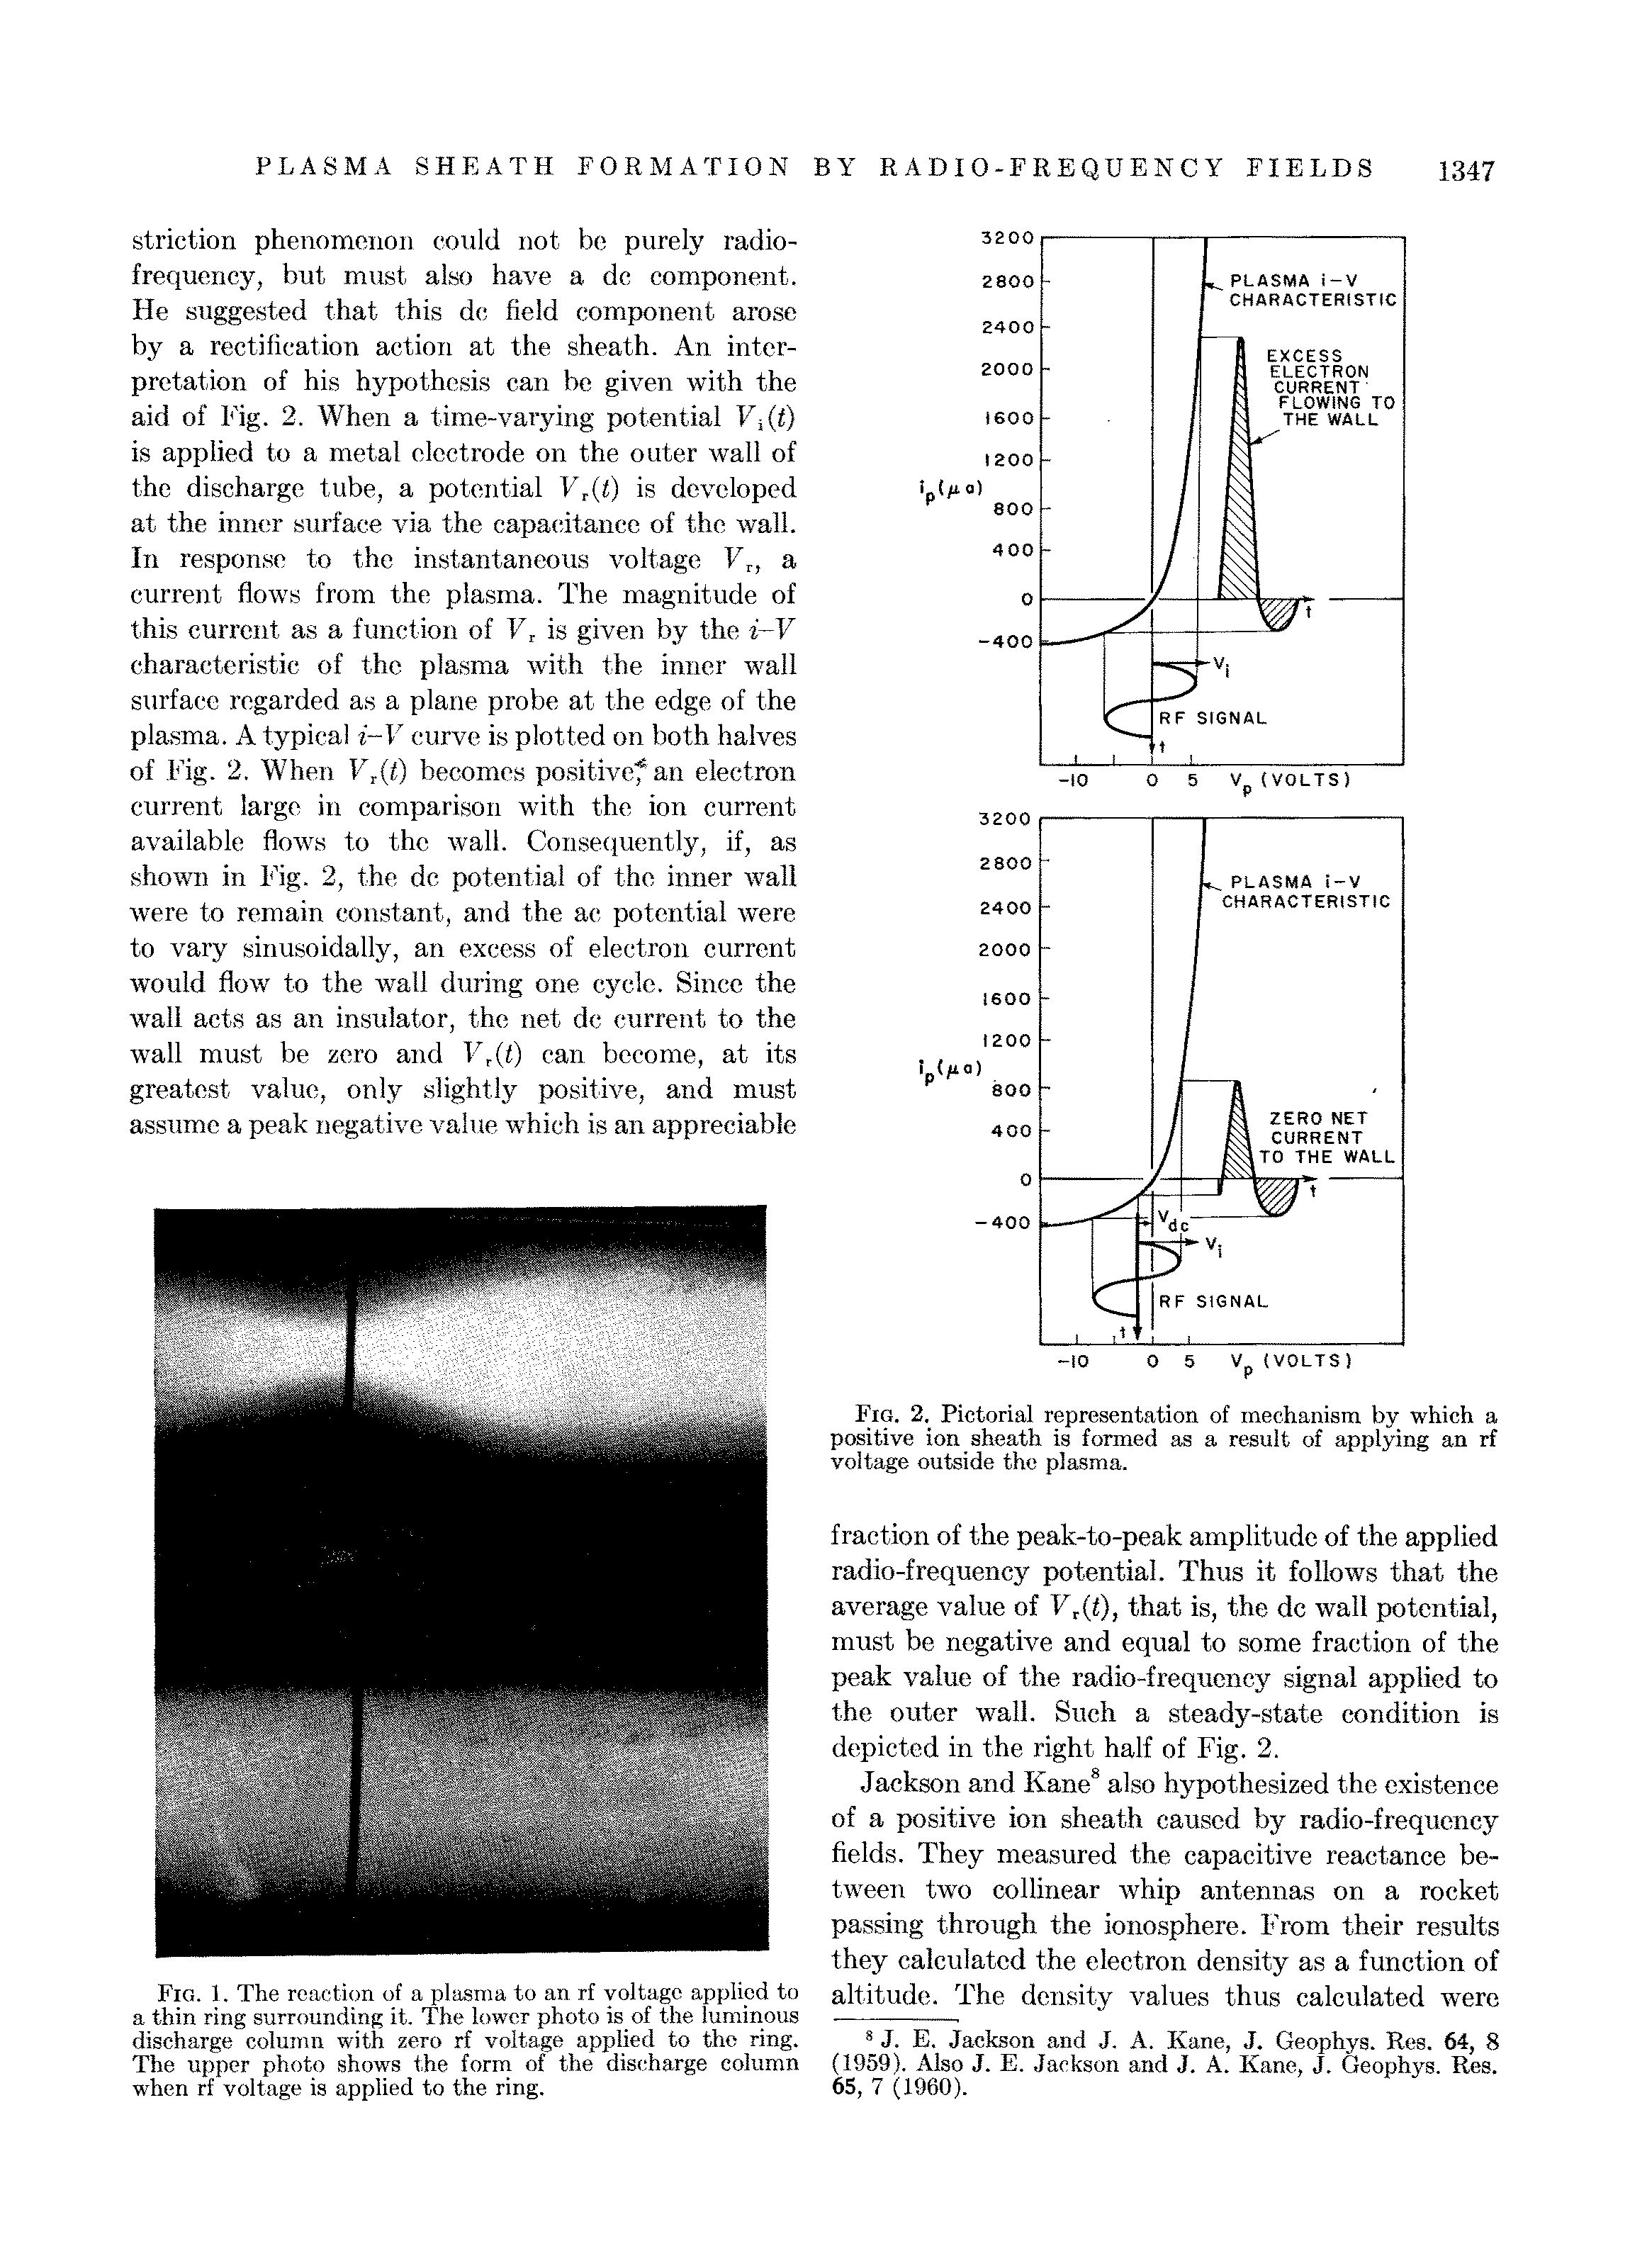 PLASMA SHEATH FORMATION BY RADIO-FREQUENCY FIELDS 1347
striction phenomenon could not be purely radio-
frequency, but must also have a dc component.
He suggested that this dc field component arose
by a rectification action at the sheath. An inter-
pretation of his hypothesis can be given with the
aid of Fig. 2. When a time-varying potential Vi(t)
is applied to a metal electrode on the outer wall of
the discharge tube, a potential Vr(t) is developed
at the inner surface via the capacitance of the wall.
In response to the instantaneous voltage Vr, a
current flows from the plasma. The magnitude of
this current as a function of Vr is given by the i–V
characteristic of the plasma with the inner wall
surface regarded as a plane probe at the edge of the
plasma. A typical i–V curve is plotted on both halves
of Fig. 2. When Vr(t) becomes positive, an electron
current large in comparison with the ion current
available flows to the wall. Consequently, if, as
shown in Fig. 2, the dc potential of the inner wall
were to remain constant, and the ac potential were
to vary sinusoidally, an excess of electron current
would flow to the wall during one cycle. Since the
wall acts as an insulator, the net dc current to the
wall must be zero and Vr(t) can become, at its
greatest value, only slightly positive, and must
assume a peak negative value which is an appreciable
FIG. 1. The reaction of a plasma to an rf voltage applied to
a thin ring surrounding it. The lower photo is of the luminous
discharge column with zero rf voltage applied to the ring.
The upper photo shows the form of the discharge column
when rf voltage is applied to the ring.
3200
2800
2400
2000
1600
1200
ip(μa)
800
400
0
-400
PLASMA i-V
CHARACTERISTIC
EXCESS
ELECTRON
CURRENT
FLOWING TO
THE WALL
t
Vi
RF SIGNAL
t
-10 0 5 Vp (VOLTS)
3200
2800
2400
2000
1600
1200
ip(μa)
800
400
0
-400
PLASMA i-V
CHARACTERISTIC
ZERO NET
CURRENT
TO THE WALL
t
Vdc
Vi
RF SIGNAL
t
-10 0 5 Vp (VOLTS)
FIG. 2. Pictorial representation of mechanism by which a
positive ion sheath is formed as a result of applying an rf
voltage outside the plasma.
fraction of the peak-to-peak amplitude of the applied
radio-frequency potential. Thus it follows that the
average value of Vr(t), that is, the dc wall potential,
must be negative and equal to some fraction of the
peak value of the radio-frequency signal applied to
the outer wall. Such a steady-state condition is
depicted in the right half of Fig. 2.
Jackson and Kane⁸ also hypothesized the existence
of a positive ion sheath caused by radio-frequency
fields. They measured the capacitive reactance be-
tween two collinear whip antennas on a rocket
passing through the ionosphere. From their results
they calculated the electron density as a function of
altitude. The density values thus calculated were
⁸ J. E. Jackson and J. A. Kane, J. Geophys. Res. 64, 8
(1959). Also J. E. Jackson and J. A. Kane, J. Geophys. Res.
65, 7 (1960).